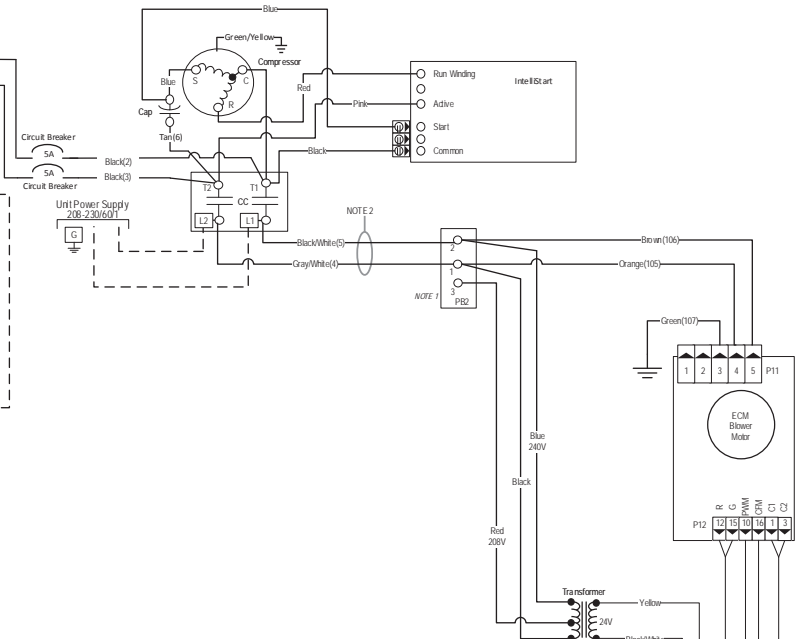 Blue
Green/Yellow
Compressor
S
C
R
Blue
Cap
Tan(6)
Red
Pink
Black
IntelliStart
Run Winding
Active
Start
Common
Circuit Breaker
5A
5A
Circuit Breaker
Black(2)
Black(3)
T2
T1
CC
L2
L1
Unit Power Supply
208-230/60/1
G
NOTE 2
Black/White(5)
Gray/White(4)
2
1
3
PB2
NOTE 1
Brown(106)
Orange(105)
Green(107)
1 2 3 4 5
P11
ECM
Blower
Motor
Blue
240V
Black
Red
208V
R G PWM CFM C1 C2
P12
12 15 10 16 1 3
Transformer
24V
Yellow
Black/White